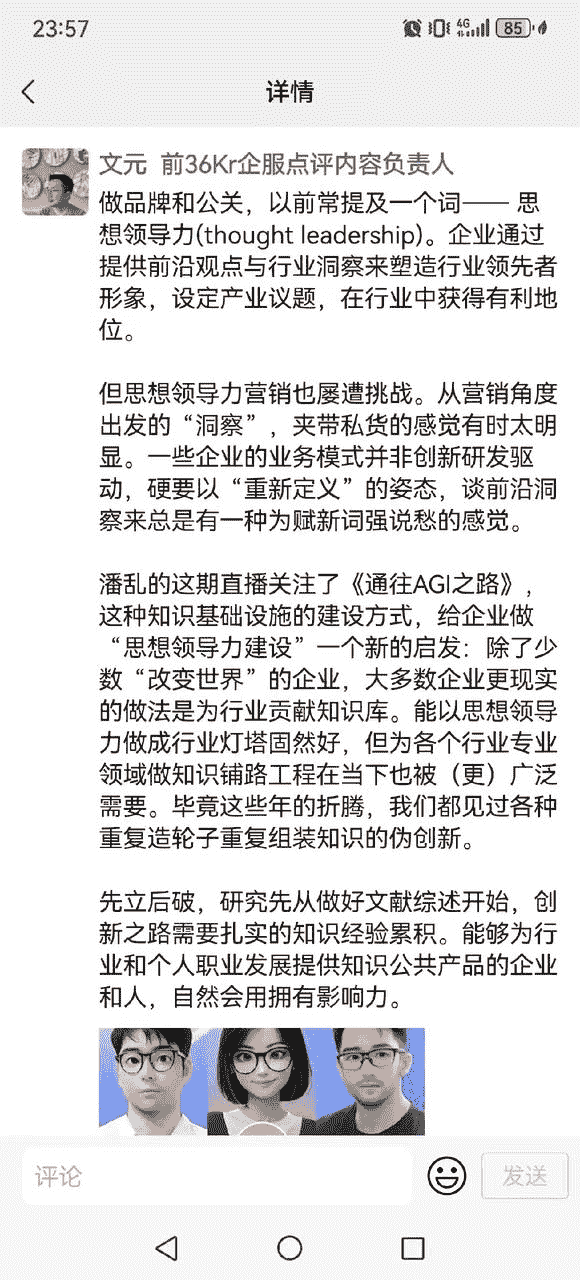 23:57
4G
85
详情
文元 前36Kr企服点评内容负责人
做品牌和公关，以前常提及一个词—— 思
想领导力(thought leadership)。企业通过
提供前沿观点与行业洞察来塑造行业领先者
形象，设定产业议题，在行业中获得有利地
位。
但思想领导力营销也屡遭挑战。从营销角度
出发的“洞察”，夹带私货的感觉有时太明
显。一些企业的业务模式并非创新研发驱
动，硬要以“重新定义”的姿态，谈前沿洞
察来总是有一种为赋新词强说愁的感觉。
潘乱的这期直播关注了《通往AGI之路》，
这种知识基础设施的建设方式，给企业做
“思想领导力建设”一个新的启发：除了少
数“改变世界”的企业，大多数企业更现实
的做法是为行业贡献知识库。能以思想领导
力做成行业灯塔固然好，但为各个行业专业
领域做知识铺路工程在当下也被（更）广泛
需要。毕竟这些年的折腾，我们都见过各种
重复造轮子重复组装知识的伪创新。
先立后破，研究先从做好文献综述开始，创
新之路需要扎实的知识经验累积。能够为行
业和个人职业发展提供知识公共产品的企业
和人，自然会用拥有影响力。
评论
发送